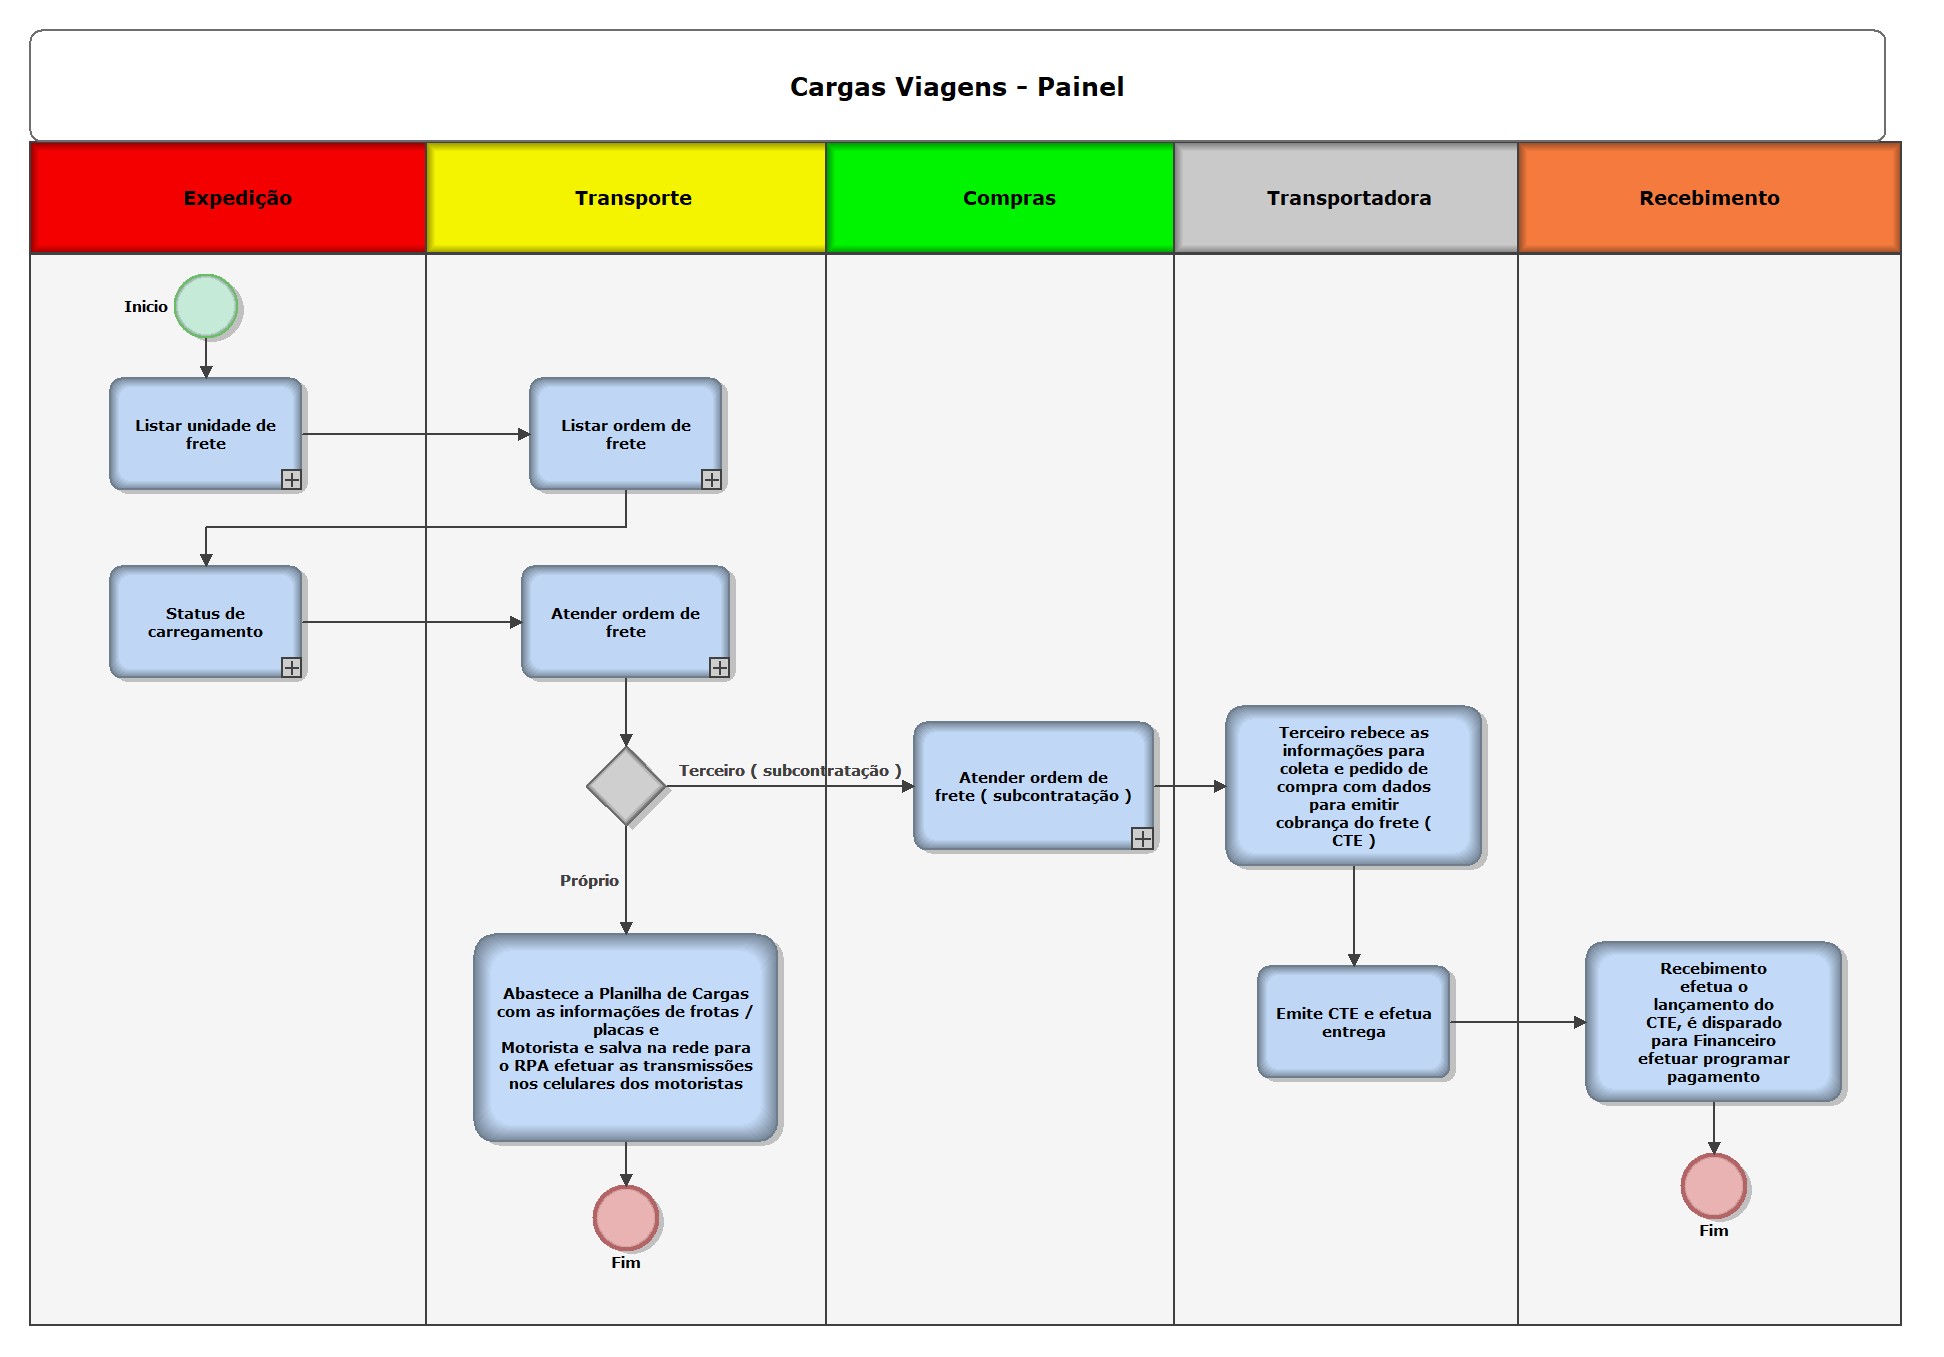 Cargas Viagens – Painel
Expedição
Transporte
Compras
Transportadora
Recebimento
Inicio
Listar unidade de
frete
Listar ordem de
frete
Status de
carregamento
Atender ordem de
frete
Terceiro ( subcontratação )
Atender ordem de
frete ( subcontratação )
Terceiro rebece as
informações para
coleta e pedido de
compra com dados
para emitir
cobrança do frete (
CTE )
Próprio
Abastece a Planilha de Cargas
com as informações de frotas /
placas e
Motorista e salva na rede para
o RPA efetuar as transmissões
nos celulares dos motoristas
Emite CTE e efetua
entrega
Recebimento
efetua o
lançamento do
CTE, é disparado
para Financeiro
efetuar programar
pagamento
Fim
Fim